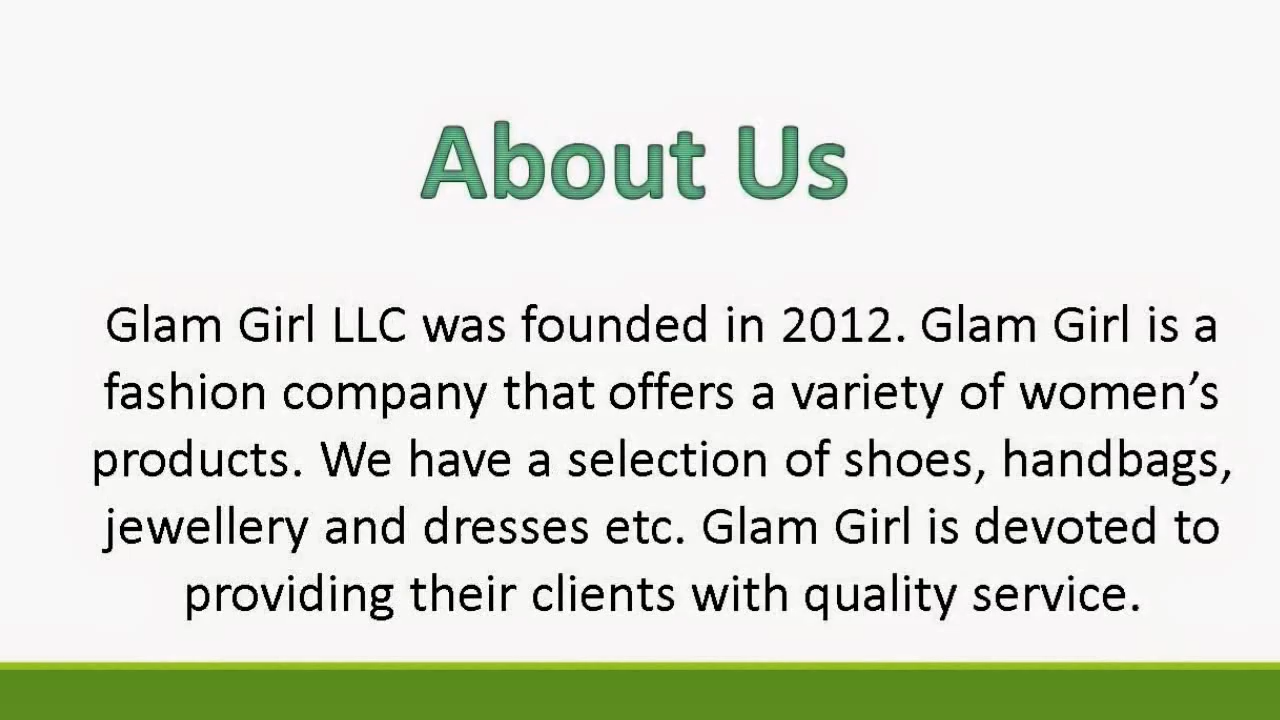 About Us
Glam Girl LLC was founded in 2012. Glam Girl is a
fashion company that offers a variety of women’s
products. We have a selection of shoes, handbags,
jewellery and dresses etc. Glam Girl is devoted to
providing their clients with quality service.